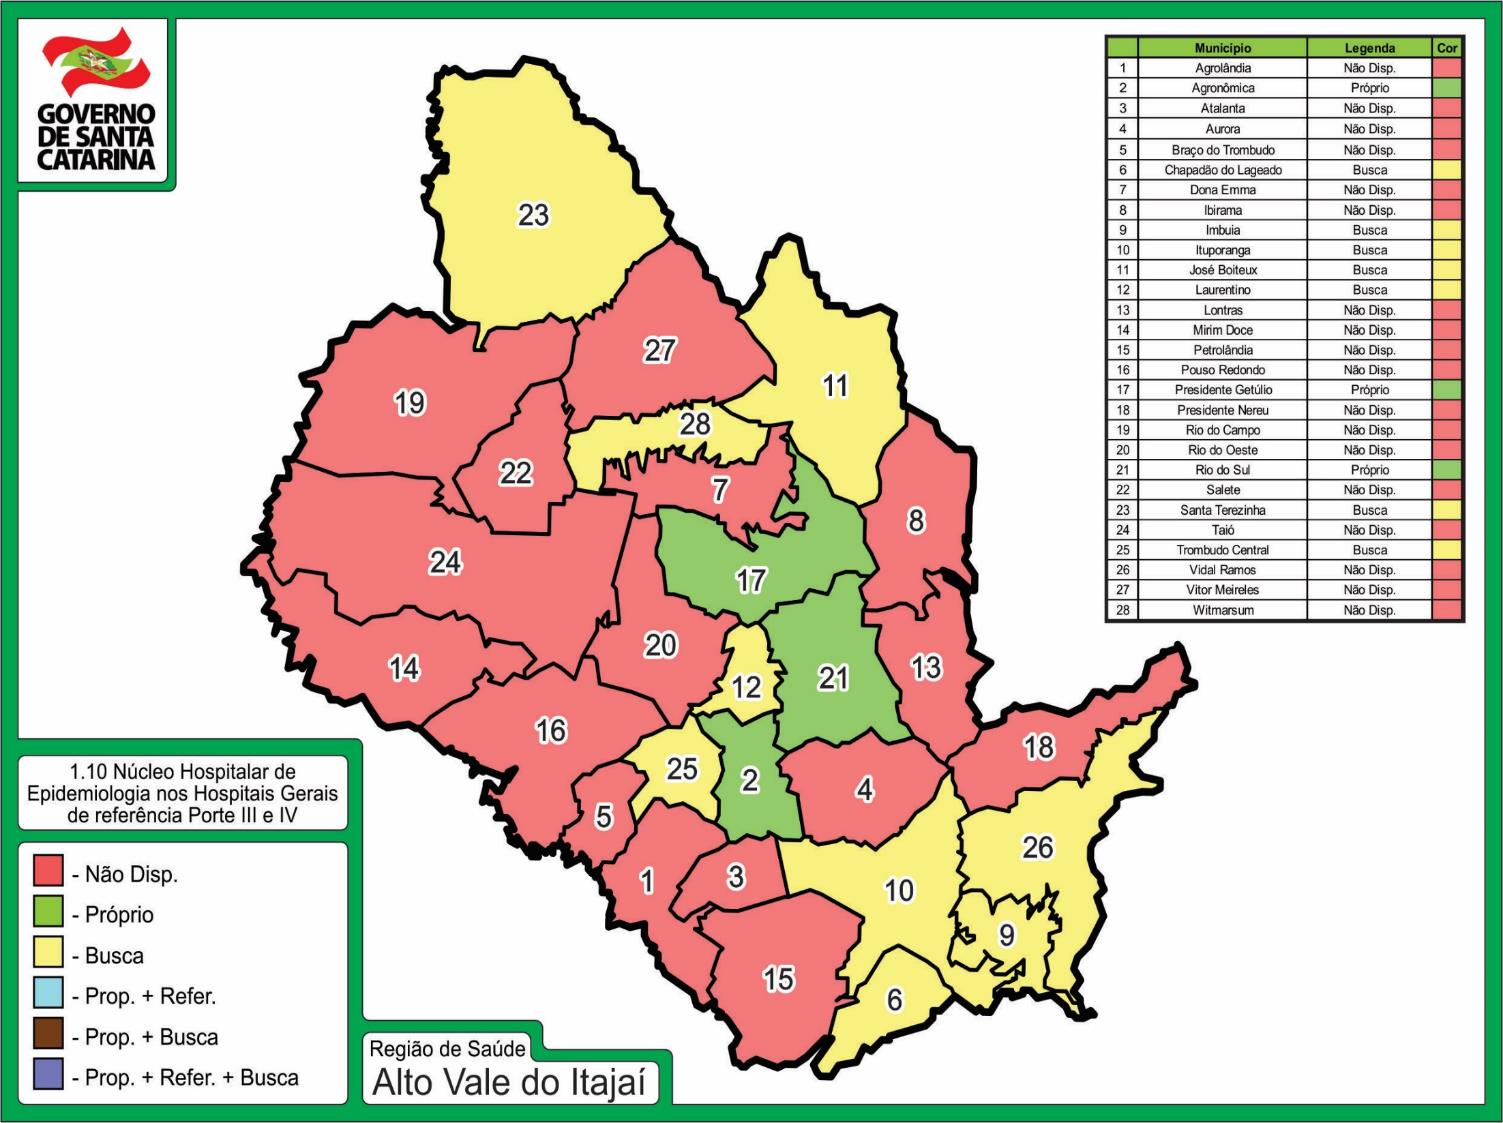 GOVERNO
DE SANTA
CATARINA
Município Legenda Cor
1 Agrolândia Não Disp.
2 Agronômica Próprio
3 Atalanta Não Disp.
4 Aurora Não Disp.
5 Braço do Trombudo Não Disp.
6 Chapadão do Lageado Busca
7 Dona Emma Não Disp.
8 Ibirama Não Disp.
9 Imbuia Busca
10 Ituporanga Busca
11 José Boiteux Busca
12 Laurentino Busca
13 Lontras Não Disp.
14 Mirim Doce Não Disp.
15 Petrolândia Não Disp.
16 Pouso Redondo Não Disp.
17 Presidente Getúlio Próprio
18 Presidente Nereu Não Disp.
19 Rio do Campo Não Disp.
20 Rio do Oeste Não Disp.
21 Rio do Sul Próprio
22 Salete Não Disp.
23 Santa Terezinha Busca
24 Taió Não Disp.
25 Trombudo Central Busca
26 Vidal Ramos Não Disp.
27 Vitor Meireles Não Disp.
28 Witmarsum Não Disp.
23
27
11
19
28
22
7
8
24
17
20
14
13
21
12
16
18
25
2
4
5
26
1
3
10
9
15
6
1.10 Núcleo Hospitalar de
Epidemiologia nos Hospitais Gerais
de referência Porte III e IV
- Não Disp.
- Próprio
- Busca
- Prop. + Refer.
- Prop. + Busca
- Prop. + Refer. + Busca
Região de Saúde
Alto Vale do Itajaí